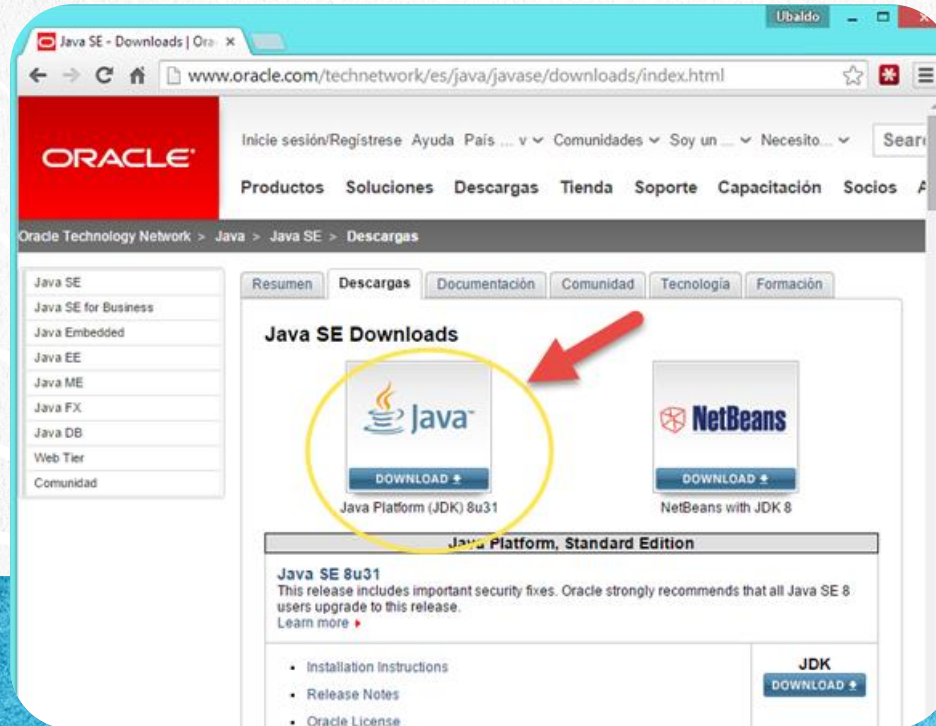 Ubaldo
Java SE - Downloads | Ora
www.oracle.com/technetwork/es/java/javase/downloads/index.html
ORACLE
Inicie sesión/Regístrese Ayuda País ... v Comunidades Soy un ... Necesito...
Productos Soluciones Descargas Tienda Soporte Capacitación Socios
Oracle Technology Network > Java > Java SE > Descargas
Java SE
Java SE for Business
Java Embedded
Java EE
Java ME
Java FX
Java DB
Web Tier
Comunidad
Resumen Descargas Documentación Comunidad Tecnología Formación
Java SE Downloads
Java
DOWNLOAD
Java Platform (JDK) 8u31
NetBeans
DOWNLOAD
NetBeans with JDK 8
Java Platform, Standard Edition
Java SE 8u31
This release includes important security fixes. Oracle strongly recommends that all Java SE 8
users upgrade to this release.
Learn more
Installation Instructions
Release Notes
Oracle License
JDK
DOWNLOAD